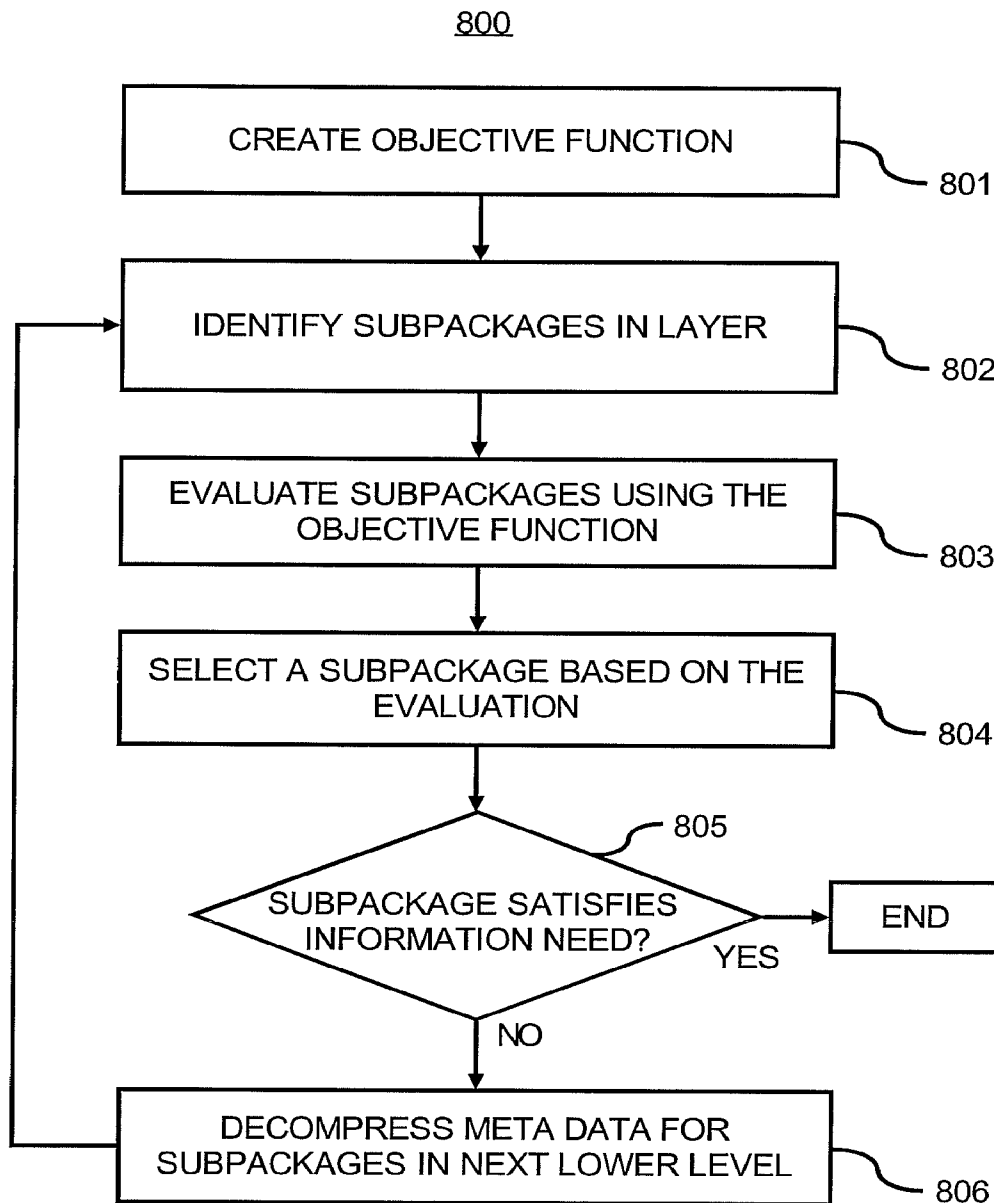 800
CREATE OBJECTIVE FUNCTION
801
IDENTIFY SUBPACKAGES IN LAYER
802
EVALUATE SUBPACKAGES USING THE
OBJECTIVE FUNCTION
803
SELECT A SUBPACKAGE BASED ON THE
EVALUATION
804
805
SUBPACKAGE SATISFIES
INFORMATION NEED?
YES
END
NO
DECOMPRESS META DATA FOR
SUBPACKAGES IN NEXT LOWER LEVEL
806